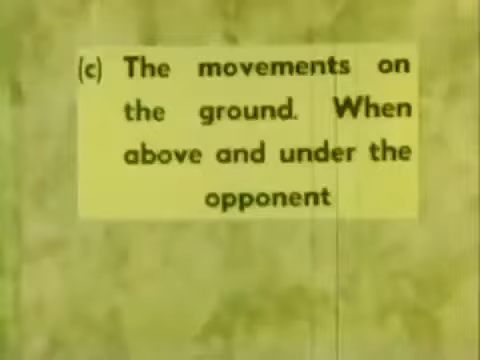 (c) The movements on
the ground. When
above and under the
opponent